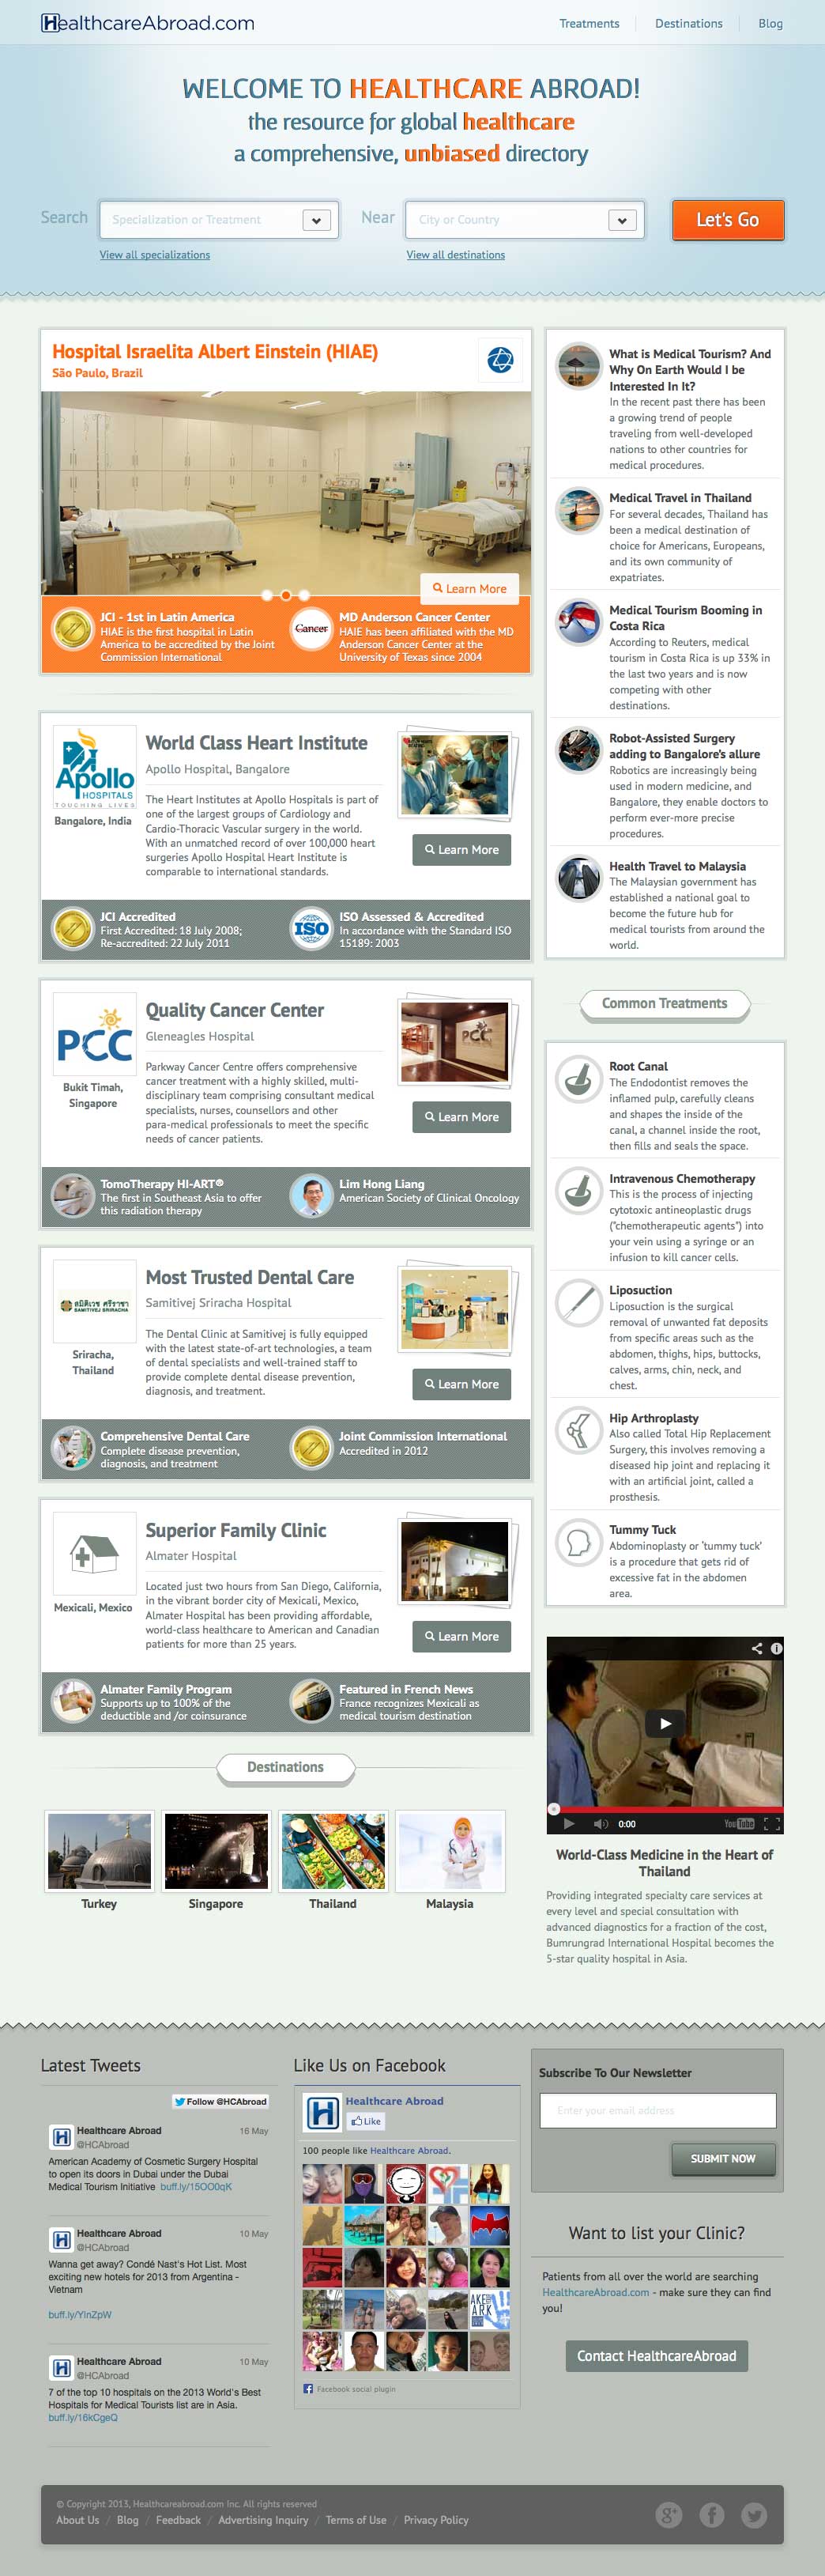 HealthcareAbroad.com
Treatments
Destinations
Blog
WELCOME TO HEALTHCARE ABROAD!
the resource for global healthcare
a comprehensive, unbiased directory
Search
Specialization or Treatment
Near
City or Country
Let's Go
View all specializations
View all destinations
Hospital Israelita Albert Einstein (HIAE)
São Paulo, Brazil
Learn More
JCI - 1st in Latin America
HIAE is the first hospital in Latin
America to be accredited by the Joint
Commission International
Cancer
MD Anderson Cancer Center
HAIE has been affiliated with the MD
Anderson Cancer Center at the
University of Texas since 2004
Apollo
HOSPITALS
TOUCHING LIVES
Bangalore, India
World Class Heart Institute
Apollo Hospital, Bangalore
The Heart Institutes at Apollo Hospitals is part of
one of the largest groups of Cardiology and
Cardio-Thoracic Vascular surgery in the world.
With an unmatched record of over 100,000 heart
surgeries Apollo Hospital Heart Institute is
comparable to international standards.
Learn More
JCI Accredited
First Accredited: 18 July 2008;
Re-accredited: 22 July 2011
ISO
ISO Assessed & Accredited
In accordance with the Standard ISO
15189: 2003
PCC
Bukit Timah,
Singapore
Quality Cancer Center
Gleneagles Hospital
Parkway Cancer Centre offers comprehensive
cancer treatment with a highly skilled, multi-
disciplinary team comprising consultant medical
specialists, nurses, counsellors and other
para-medical professionals to meet the specific
needs of cancer patients.
PCC
Learn More
TomoTherapy HI-ART®
The first in Southeast Asia to offer
this radiation therapy
Lim Hong Liang
American Society of Clinical Oncology
สมิติเวช ศรีราชา
SAMITIVEJ SRIRACHA
Sriracha,
Thailand
Most Trusted Dental Care
Samitivej Sriracha Hospital
The Dental Clinic at Samitivej is fully equipped
with the latest state-of-art technologies, a team
of dental specialists and well-trained staff to
provide complete dental disease prevention,
diagnosis, and treatment.
Learn More
Comprehensive Dental Care
Complete disease prevention,
diagnosis, and treatment
Joint Commission International
Accredited in 2012
Mexicali, Mexico
Superior Family Clinic
Almater Hospital
Located just two hours from San Diego, California,
in the vibrant border city of Mexicali, Mexico,
Almater Hospital has been providing affordable,
world-class healthcare to American and Canadian
patients for more than 25 years.
Learn More
Almater Family Program
Supports up to 100% of the
deductible and /or coinsurance
Featured in French News
France recognizes Mexicali as
medical tourism destination
Destinations
Turkey
Singapore
Thailand
Malaysia
What is Medical Tourism? And
Why On Earth Would I be
Interested In It?
In the recent past there has been
a growing trend of people
traveling from well-developed
nations to other countries for
medical procedures.
Medical Travel in Thailand
For several decades, Thailand has
been a medical destination of
choice for Americans, Europeans,
and its own community of
expatriates.
Medical Tourism Booming in
Costa Rica
According to Reuters, medical
tourism in Costa Rica is up 33% in
the last two years and is now
competing with other
destinations.
Robot-Assisted Surgery
adding to Bangalore's allure
Robotics are increasingly being
used in modern medicine, and
Bangalore, they enable doctors to
perform ever-more precise
procedures.
Health Travel to Malaysia
The Malaysian government has
established a national goal to
become the future hub for
medical tourists from around the
world.
Common Treatments
Root Canal
The Endodontist removes the
inflamed pulp, carefully cleans
and shapes the inside of the
canal, a channel inside the root,
then fills and seals the space.
Intravenous Chemotherapy
This is the process of injecting
cytotoxic antineoplastic drugs
("chemotherapeutic agents") into
your vein using a syringe or an
infusion to kill cancer cells.
Liposuction
Liposuction is the surgical
removal of unwanted fat deposits
from specific areas such as the
abdomen, thighs, hips, buttocks,
calves, arms, chin, neck, and
chest.
Hip Arthroplasty
Also called Total Hip Replacement
Surgery, this involves removing a
diseased hip joint and replacing it
with an artificial joint, called a
prosthesis.
Tummy Tuck
Abdominoplasty or 'tummy tuck'
is a procedure that gets rid of
excessive fat in the abdomen
area.
0:00
YouTube
World-Class Medicine in the Heart of
Thailand
Providing integrated specialty care services at
every level and special consultation with
advanced diagnostics for a fraction of the cost,
Bumrungrad International Hospital becomes the
5-star quality hospital in Asia.
Latest Tweets
Follow @HCAbroad
Healthcare Abroad
16 May
@HCAbroad
American Academy of Cosmetic Surgery Hospital
to open its doors in Dubai under the Dubai
Medical Tourism Initiative buff.ly/15OO0qK
Healthcare Abroad
10 May
@HCAbroad
Wanna get away? Condé Nast's Hot List. Most
exciting new hotels for 2013 from Argentina -
Vietnam
buff.ly/YlnZpW
Healthcare Abroad
10 May
@HCAbroad
7 of the top 10 hospitals on the 2013 World's Best
Hospitals for Medical Tourists list are in Asia.
buff.ly/16kCgeQ
Like Us on Facebook
Healthcare Abroad
Like
100 people like Healthcare Abroad.
Facebook social plugin
Subscribe To Our Newsletter
Enter your email address
SUBMIT NOW
Want to list your Clinic?
Patients from all over the world are searching
HealthcareAbroad.com - make sure they can find
you!
Contact HealthcareAbroad
© Copyright 2013, Healthcareabroad.com Inc. All rights reserved
About Us / Blog / Feedback / Advertising Inquiry / Terms of Use / Privacy Policy